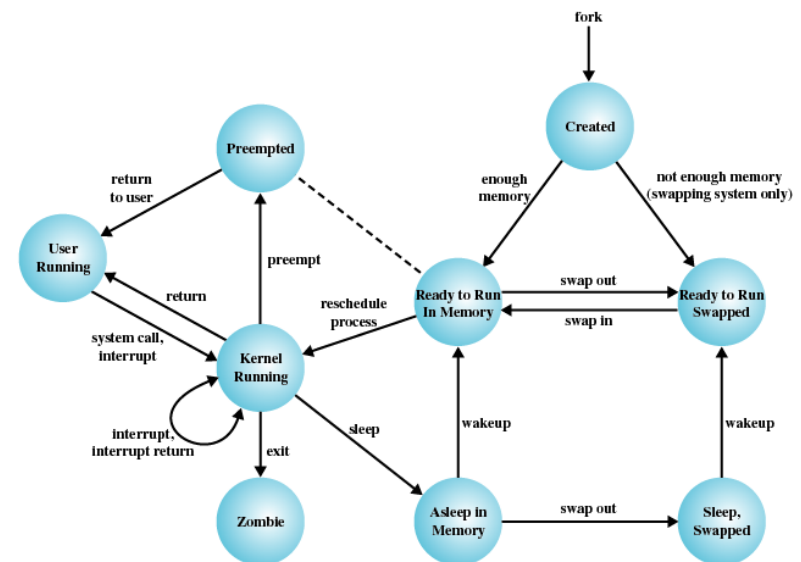 fork
Created
Preempted
return
to user
enough
memory
not enough memory
(swapping system only)
User
Running
preempt
return
reschedule
process
Ready to Run
In Memory
swap out
swap in
Ready to Run
Swapped
system call,
interrupt
Kernel
Running
interrupt,
interrupt return
sleep
wakeup
wakeup
exit
Zombie
Asleep in
Memory
swap out
Sleep,
Swapped